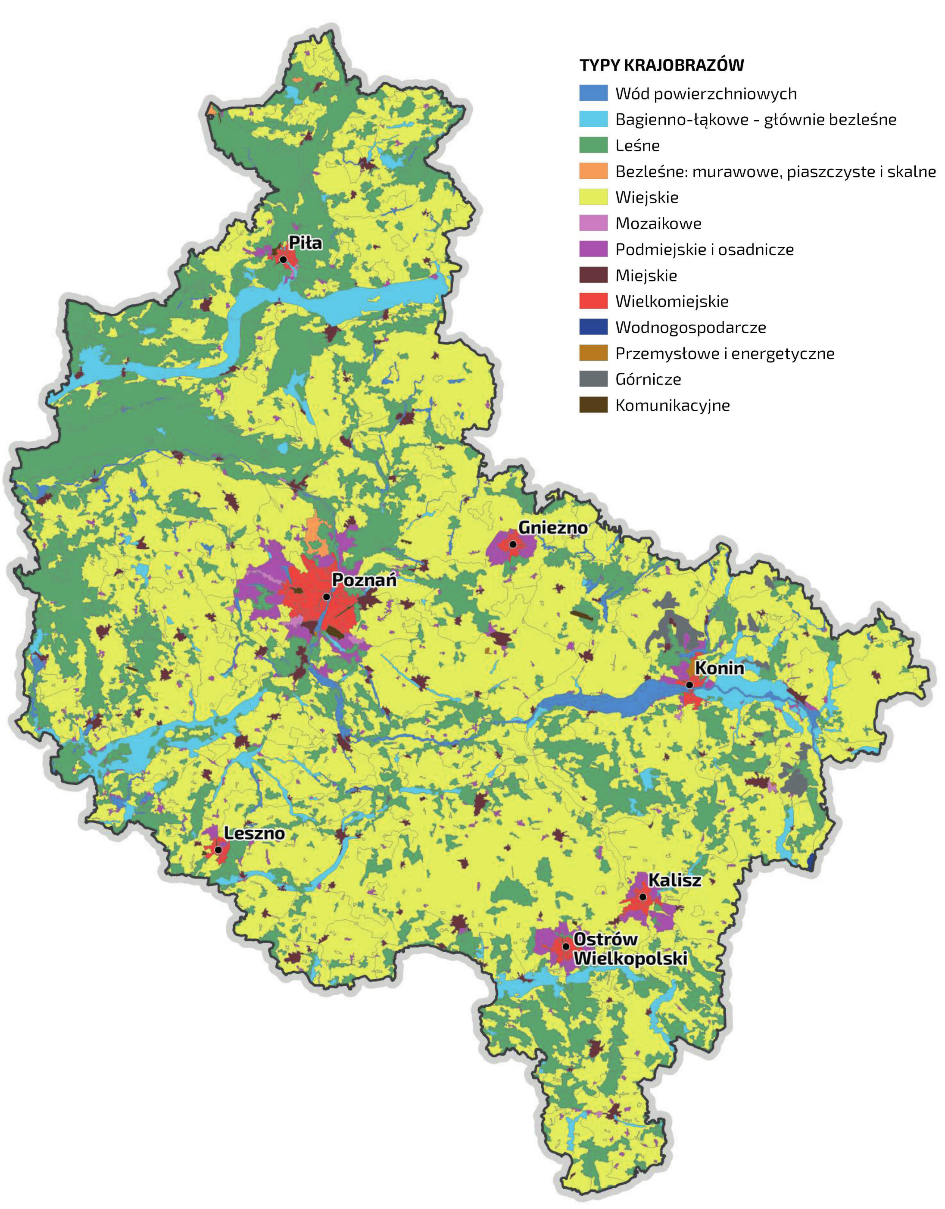 TYPY KRAJOBRAZÓW
Wód powierzchniowych
Bagienno-łąkowe - głównie bezleśne
Leśne
Bezleśne: murawowe, piaszczyste i skalne
Wiejskie
Mozaikowe
Podmiejskie i osadnicze
Miejskie
Wielkomiejskie
Wodnogospodarcze
Przemysłowe i energetyczne
Górnicze
Komunikacyjne
Piła
Gniezno
Poznań
Konin
Leszno
Kalisz
Ostrów
Wielkopolski